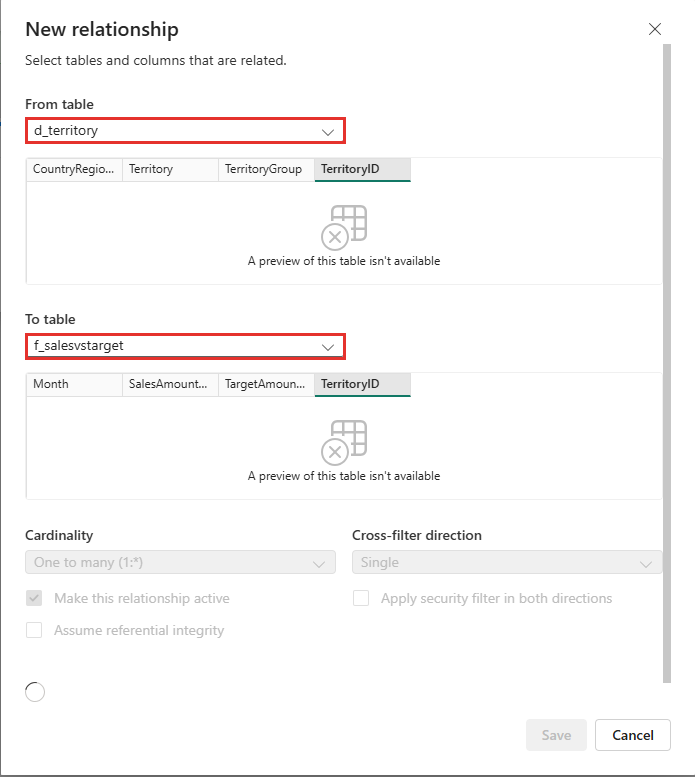 New relationship
Select tables and columns that are related.
From table
d_territory
CountryRegio... Territory TerritoryGroup TerritoryID
A preview of this table isn't available
To table
f_salesvstarget
Month SalesAmount... TargetAmoun... TerritoryID
A preview of this table isn't available
Cardinality Cross-filter direction
One to many (1:*) Single
Make this relationship active Apply security filter in both directions
Assume referential integrity
Save Cancel